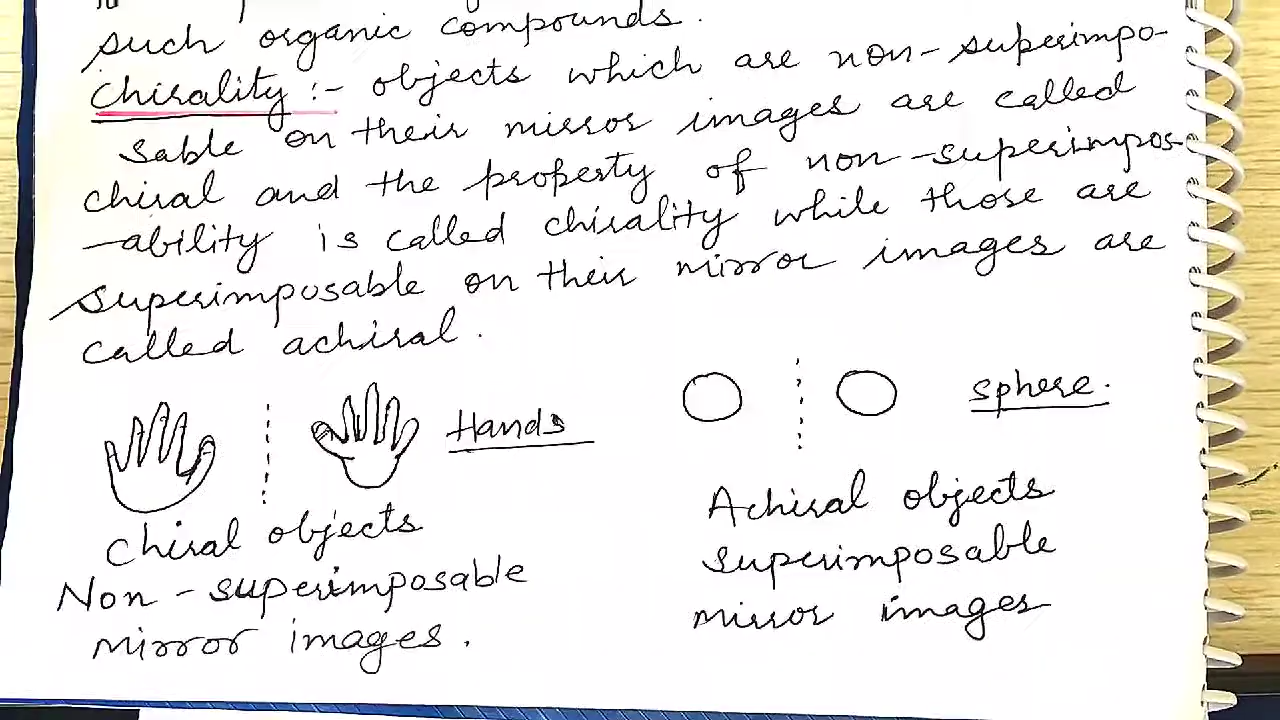 such organic compounds.
Chirality :- objects which are non-superimpo-
sable on their mirror images are called
chiral and the property of non-superimpos-
-ability is called chirality while those are
superimposable on their mirror images are
called achiral.
Hands
sphere.
Chiral objects
Non-superimposable
mirror images.
Achiral objects
superimposable
mirror images